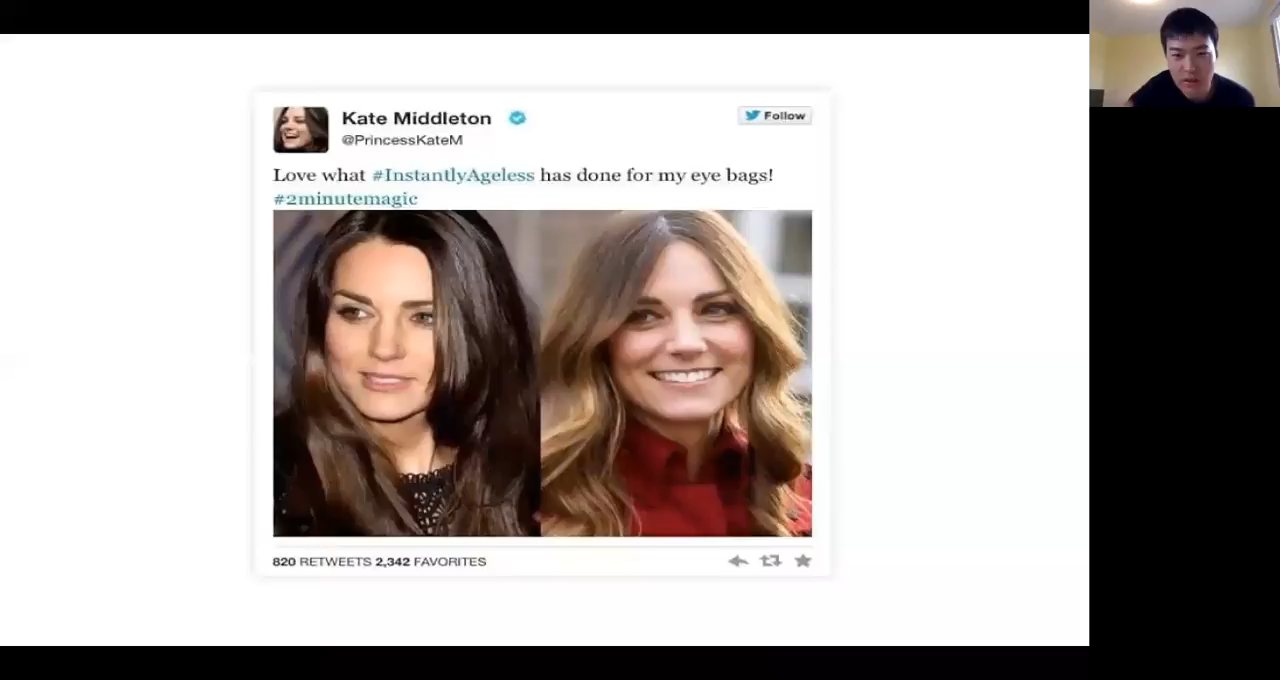 Kate Middleton
Follow
@PrincessKateM
Love what #InstantlyAgeless has done for my eye bags!
#2minutemagic
820 RETWEETS 2,342 FAVORITES